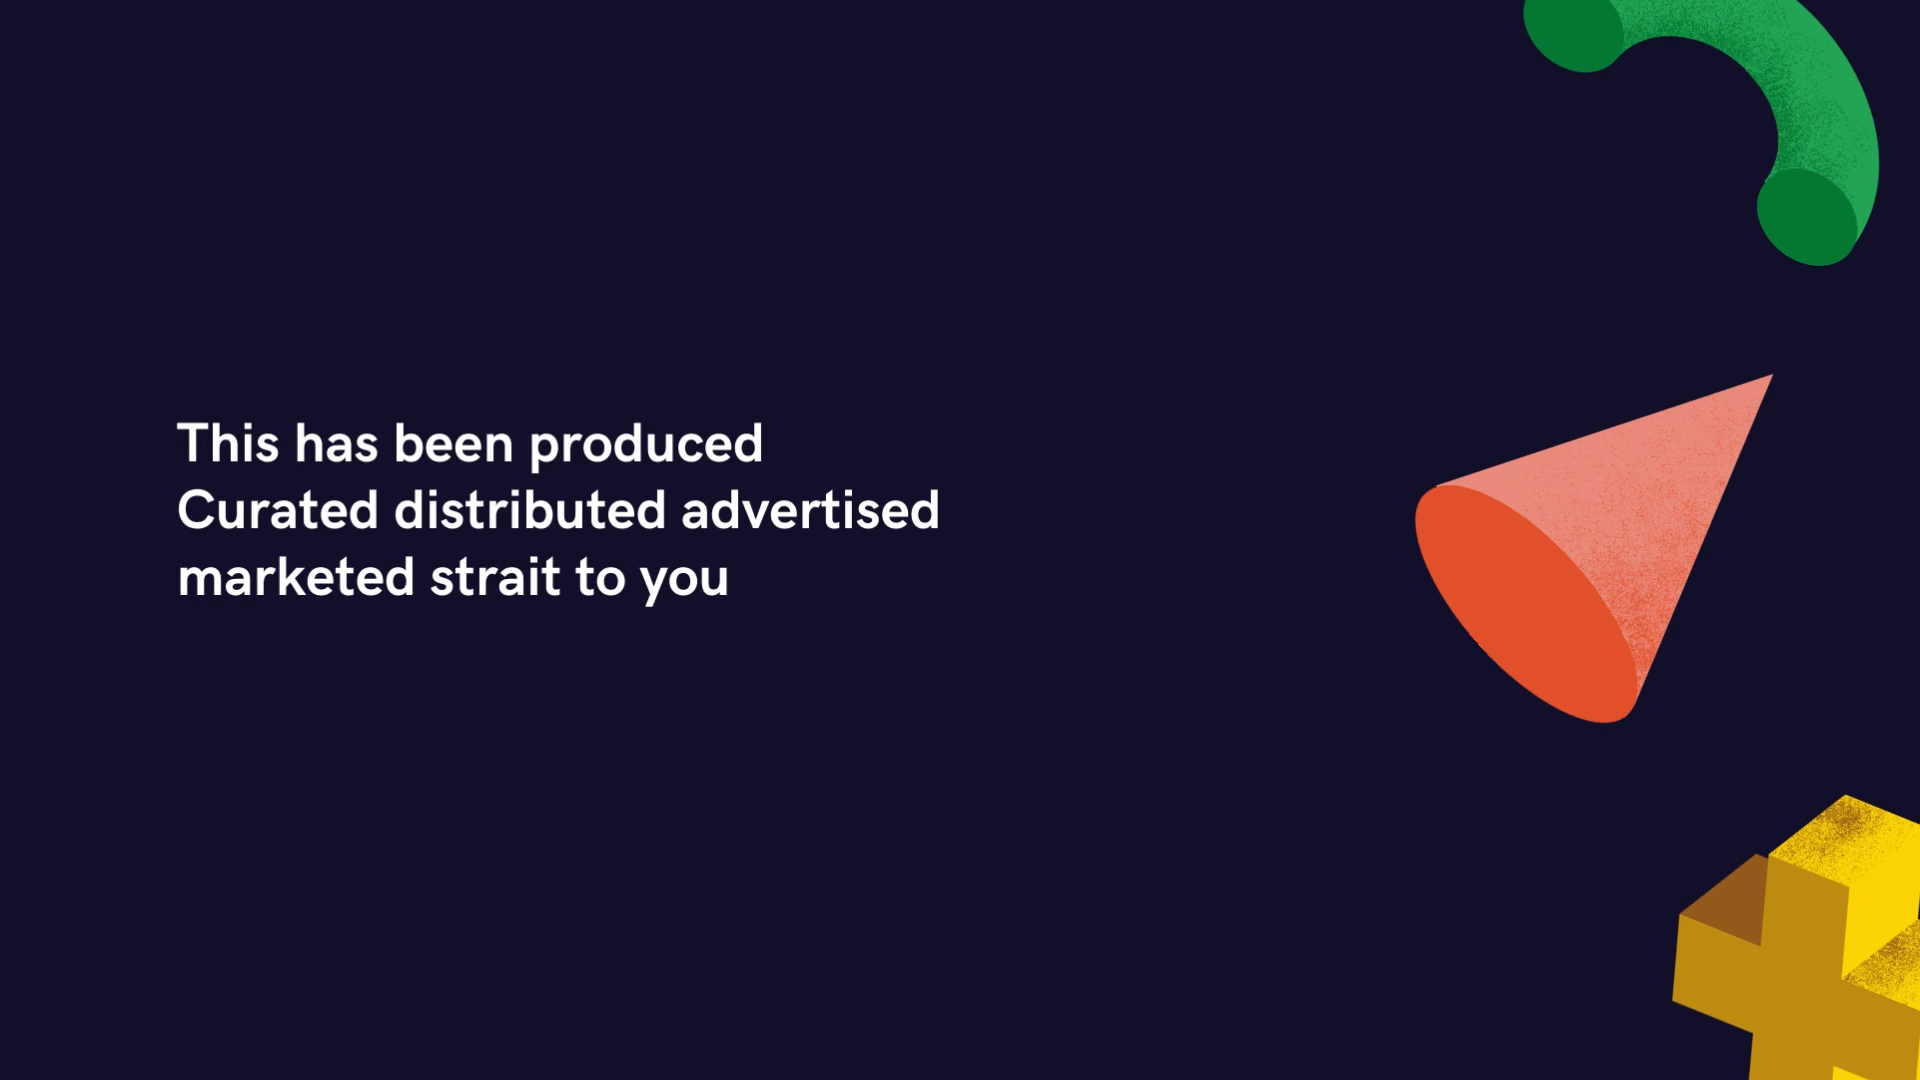 This has been produced
Curated distributed advertised
marketed strait to you